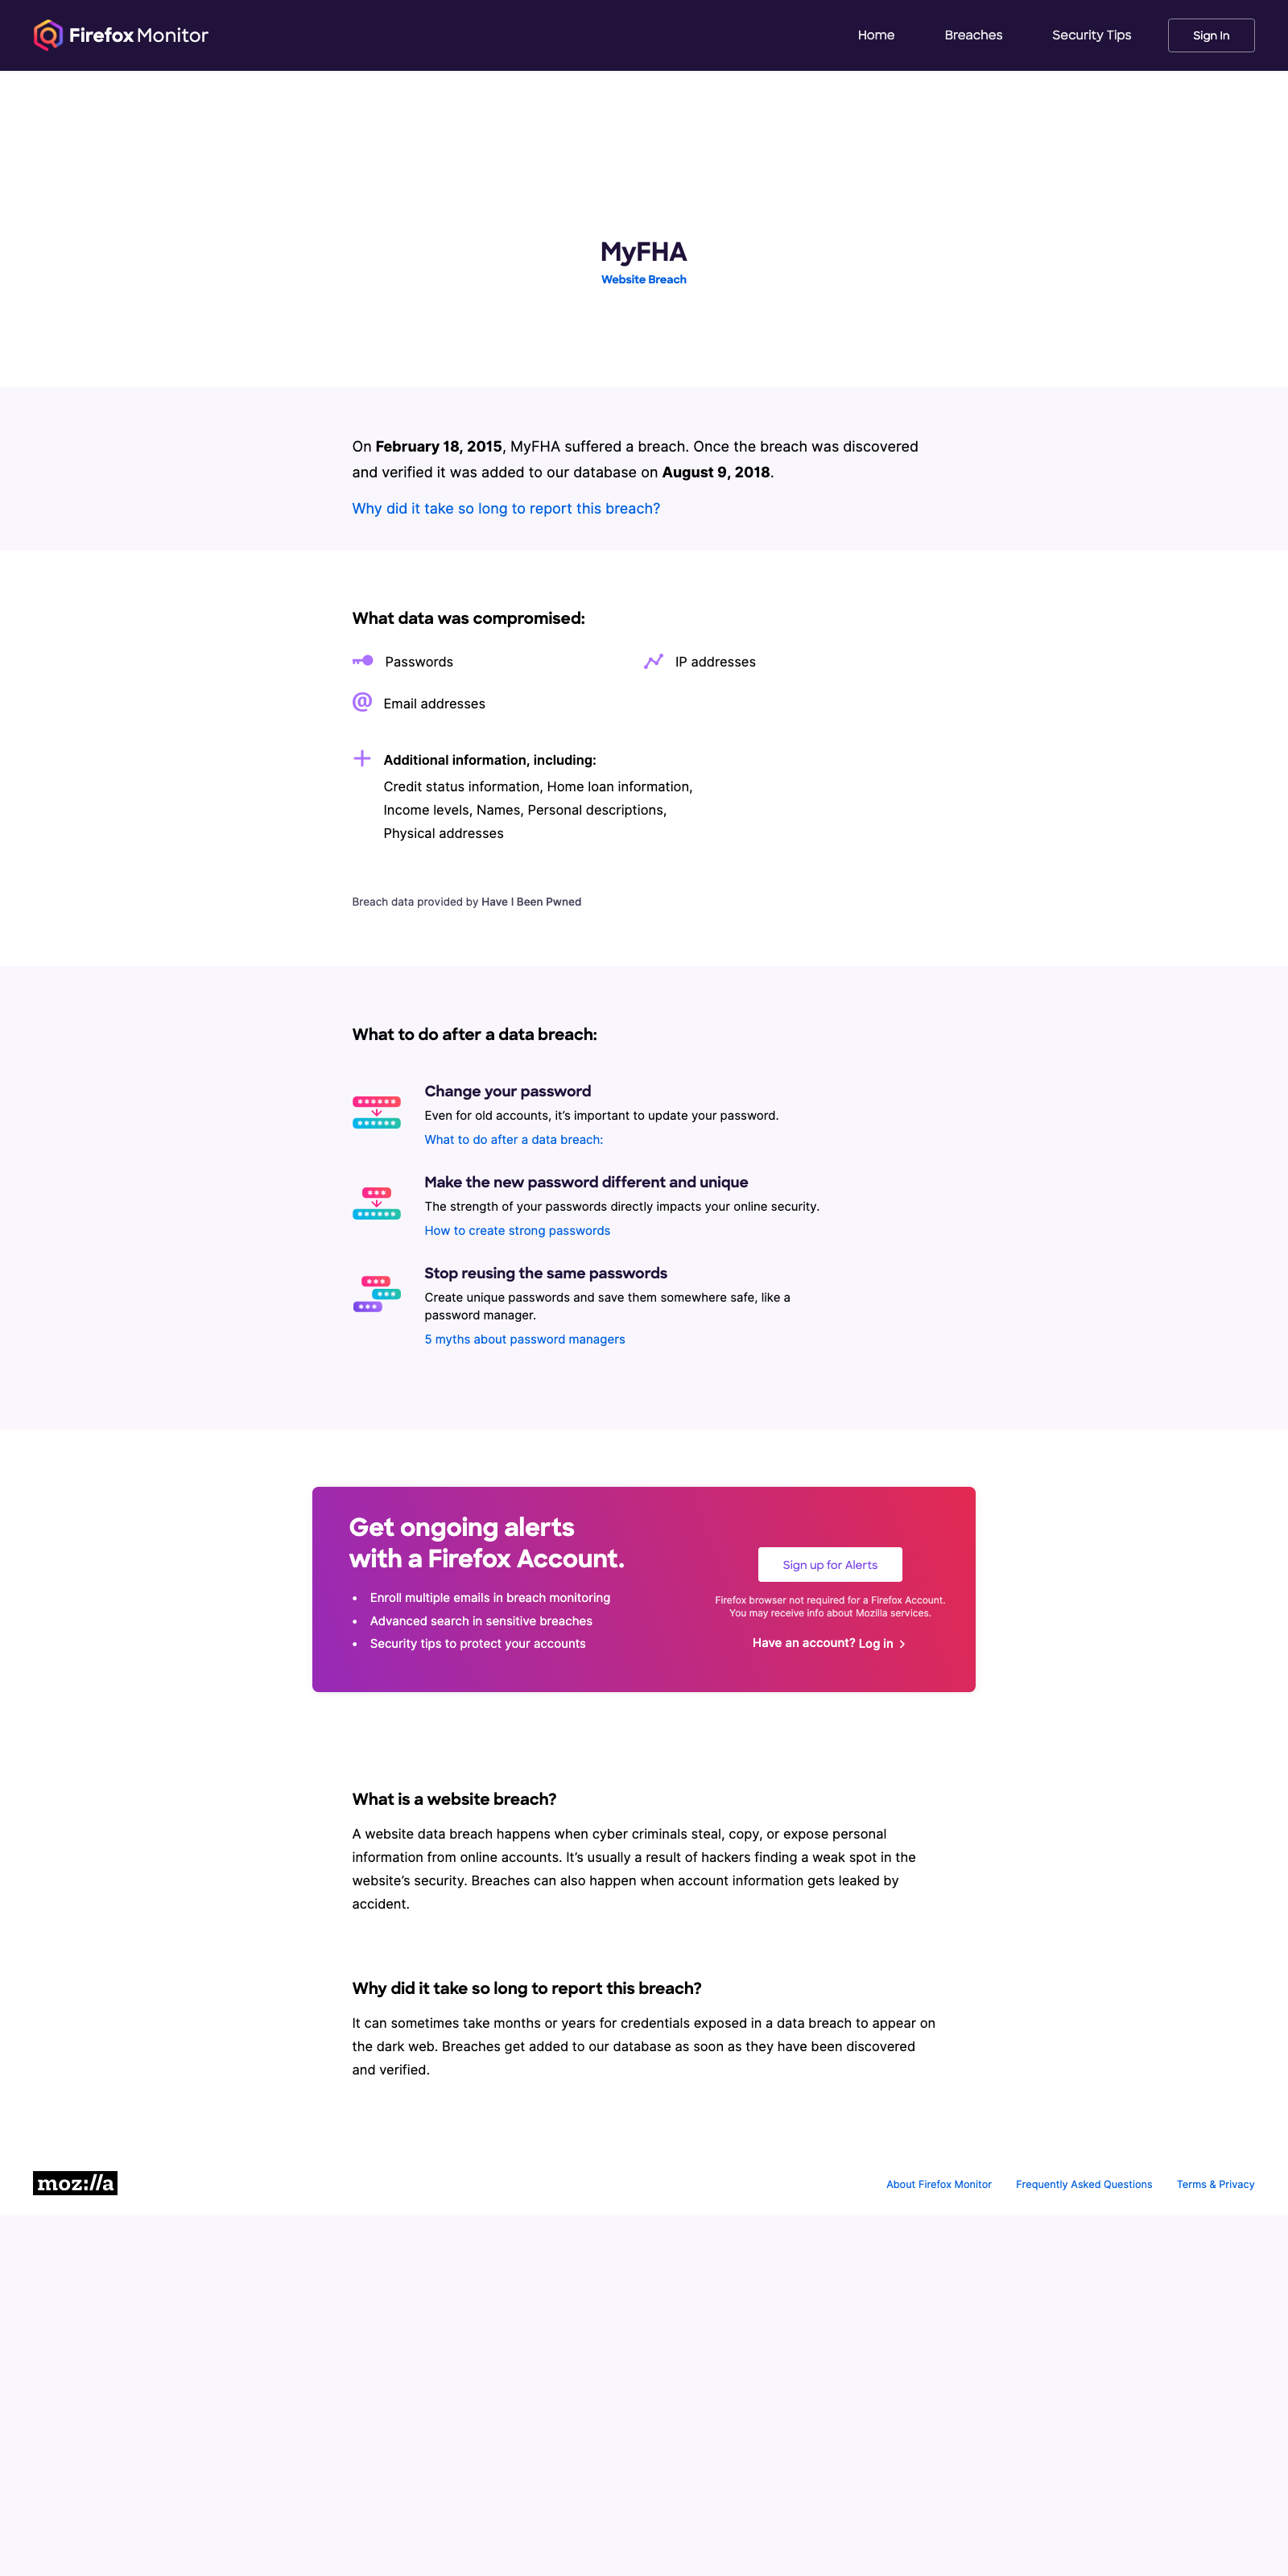 Firefox Monitor
Home
Breaches
Security Tips
Sign In
MyFHA
Website Breach
On February 18, 2015, MyFHA suffered a breach. Once the breach was discovered
and verified it was added to our database on August 9, 2018.
Why did it take so long to report this breach?
What data was compromised:
Passwords
IP addresses
Email addresses
Additional information, including:
Credit status information, Home loan information,
Income levels, Names, Personal descriptions,
Physical addresses
Breach data provided by Have I Been Pwned
What to do after a data breach:
Change your password
Even for old accounts, it’s important to update your password.
What to do after a data breach:
Make the new password different and unique
The strength of your passwords directly impacts your online security.
How to create strong passwords
Stop reusing the same passwords
Create unique passwords and save them somewhere safe, like a
password manager.
5 myths about password managers
Get ongoing alerts
with a Firefox Account.
• Enroll multiple emails in breach monitoring
• Advanced search in sensitive breaches
• Security tips to protect your accounts
Sign up for Alerts
Firefox browser not required for a Firefox Account.
You may receive info about Mozilla services.
Have an account? Log in
What is a website breach?
A website data breach happens when cyber criminals steal, copy, or expose personal
information from online accounts. It’s usually a result of hackers finding a weak spot in the
website’s security. Breaches can also happen when account information gets leaked by
accident.
Why did it take so long to report this breach?
It can sometimes take months or years for credentials exposed in a data breach to appear on
the dark web. Breaches get added to our database as soon as they have been discovered
and verified.
moz://a
About Firefox Monitor
Frequently Asked Questions
Terms & Privacy